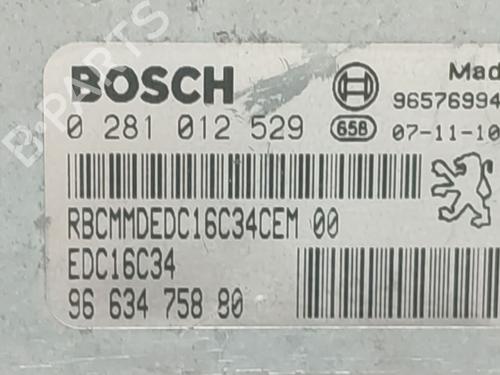 B-PARTS
BOSCH
Mad
96576994
0 281 012 529
658
07-11-10
RBCMMDEDC16C34CEM 00
EDC16C34
96 634 758 80